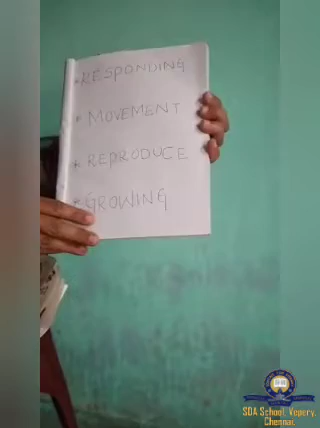 * RESPONDING
* MOVEMENT
* REPRODUCE
* GROWING
SDA School, Vepery,
Chennai.